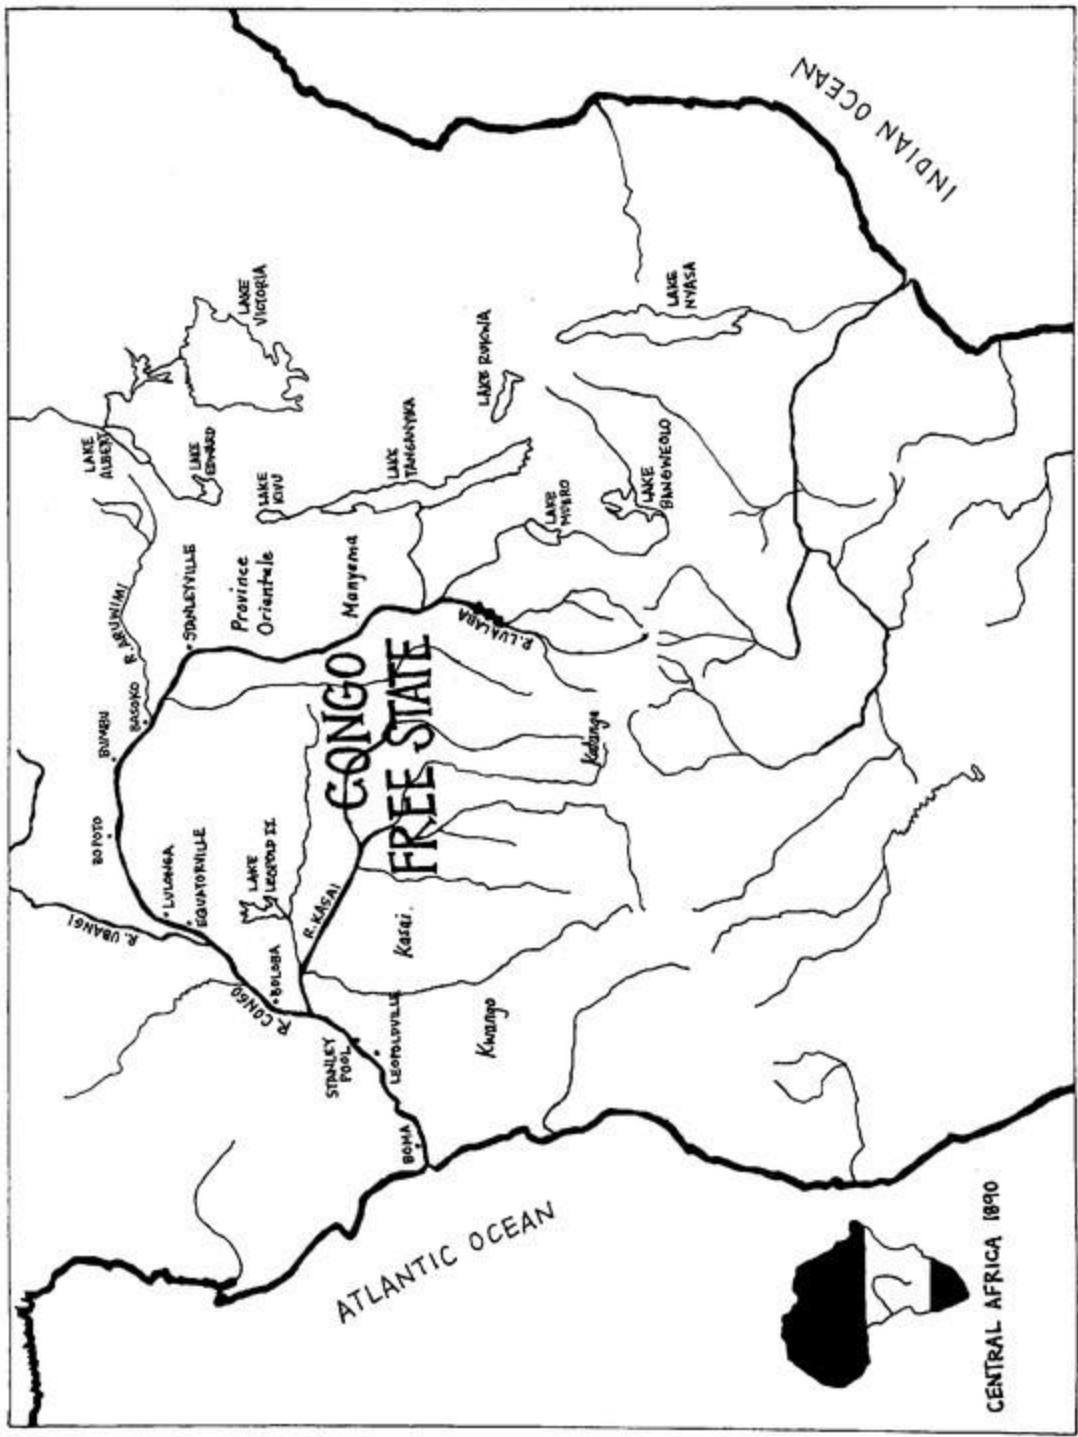 LAKE
ALBERT
BOPOTO
BUMBU
R. UBANGI
R. ARUWIMI
BASOKO
LULONGA
STANLEYVILLE
LAKE
EDWARD
EQUATORVILLE
Province
Orientale
LAKE
VICTORIA
LAKE
LEOPOLD II
LAKE
KIVU
R. CONGO
BOLOBA
R. KASAI
STANLEY
POOL
CONGO
FREE STATE
Manyema
LEOPOLDVILLE
LAKE
TANGANYIKA
Kasai.
BOMA
ATLANTIC OCEAN
R. LUALABA
Kwango
LAKE RUKWA
LAKE
MWERO
Katanga
LAKE
BANGWEOLO
LAKE
NYASA
INDIAN OCEAN
CENTRAL AFRICA 1890